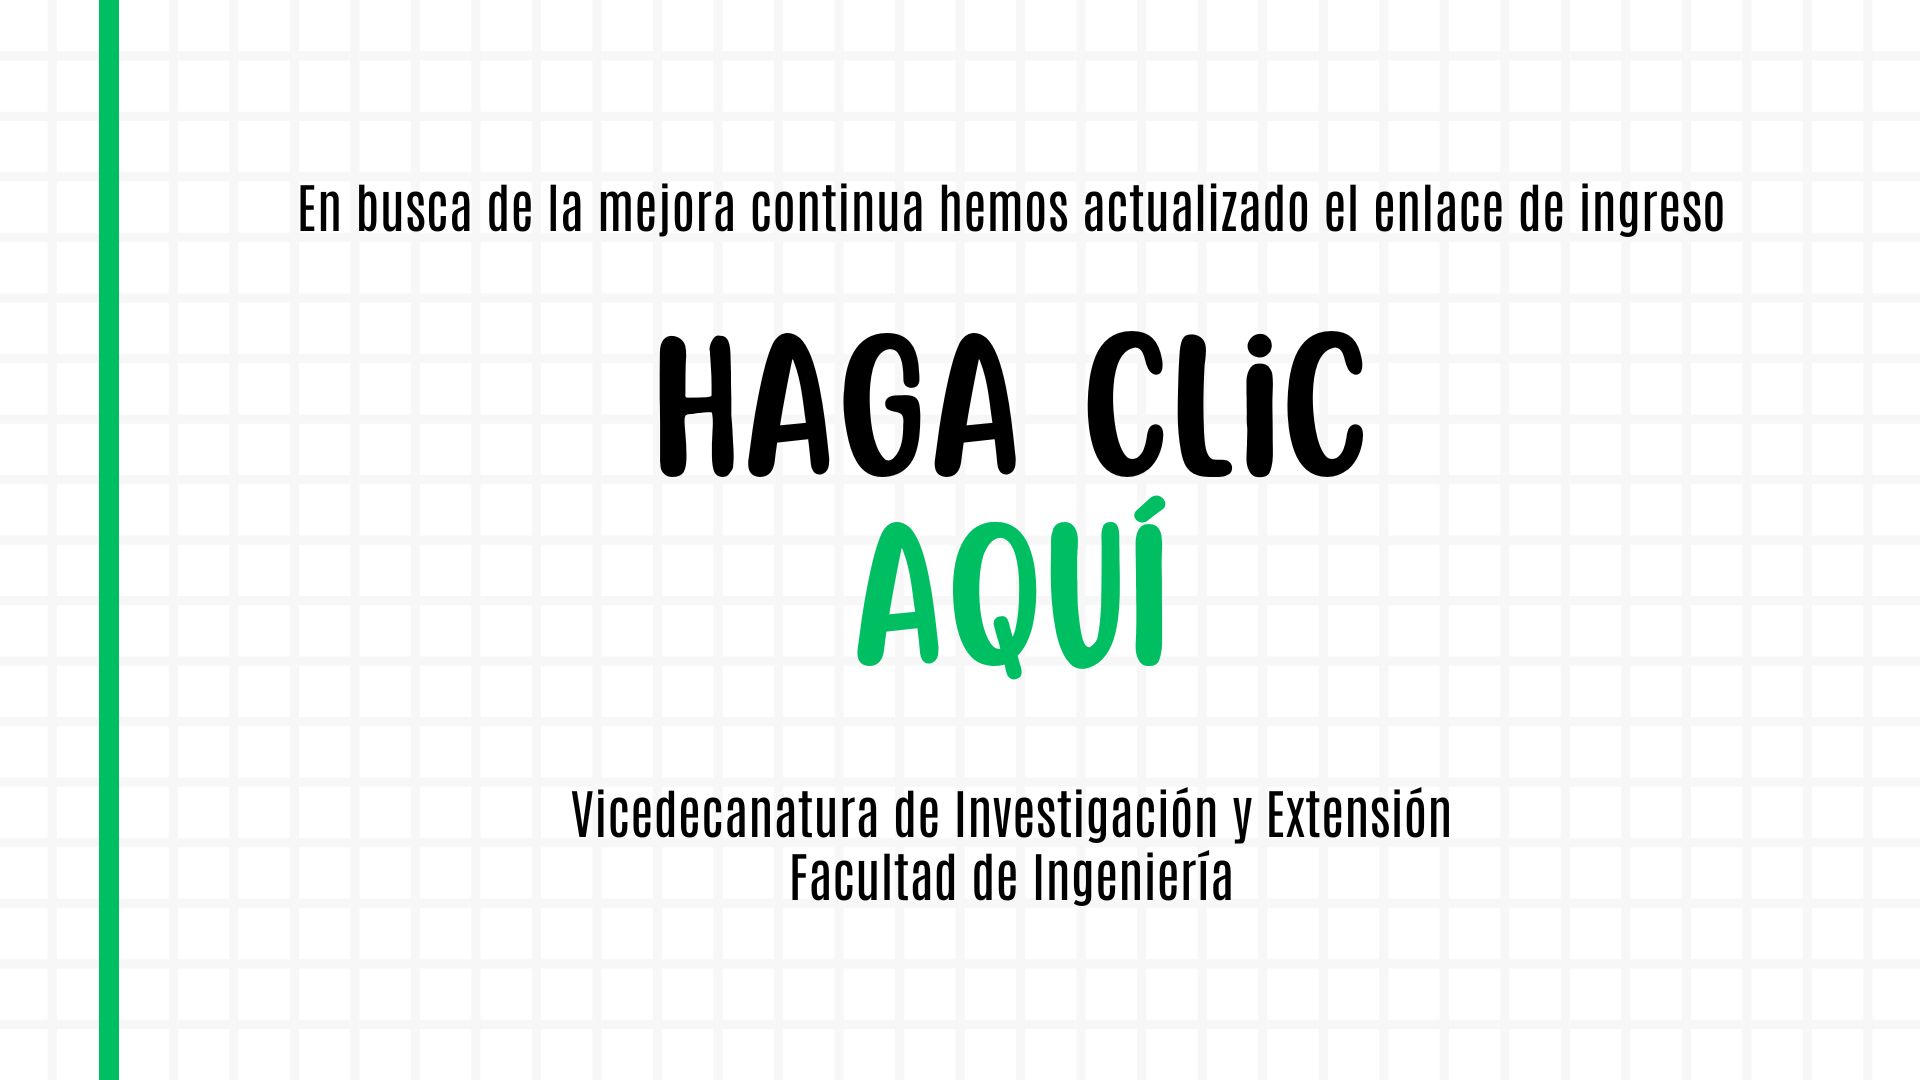 En busca de la mejora continua hemos actualizado el enlace de ingreso
HAGA CLiC
AQUÍ
Vicedecanatura de Investigación y Extensión
Facultad de Ingeniería